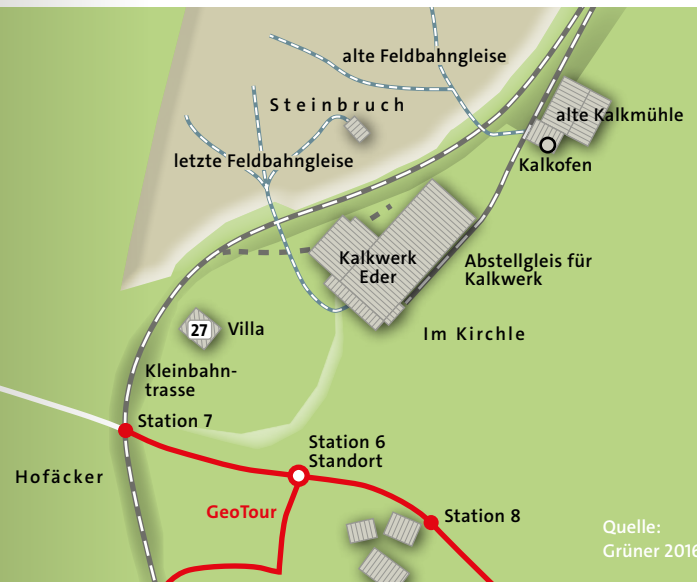 alte Feldbahngleise
Steinbruch
alte Kalkmühle
letzte Feldbahngleise
Kalkofen
Kalkwerk
Eder
Abstellgleis für
Kalkwerk
27 Villa
Im Kirchle
Kleinbahn-
trasse
Station 7
Station 6
Standort
Hofäcker
GeoTour
Station 8
Quelle:
Grüner 2016